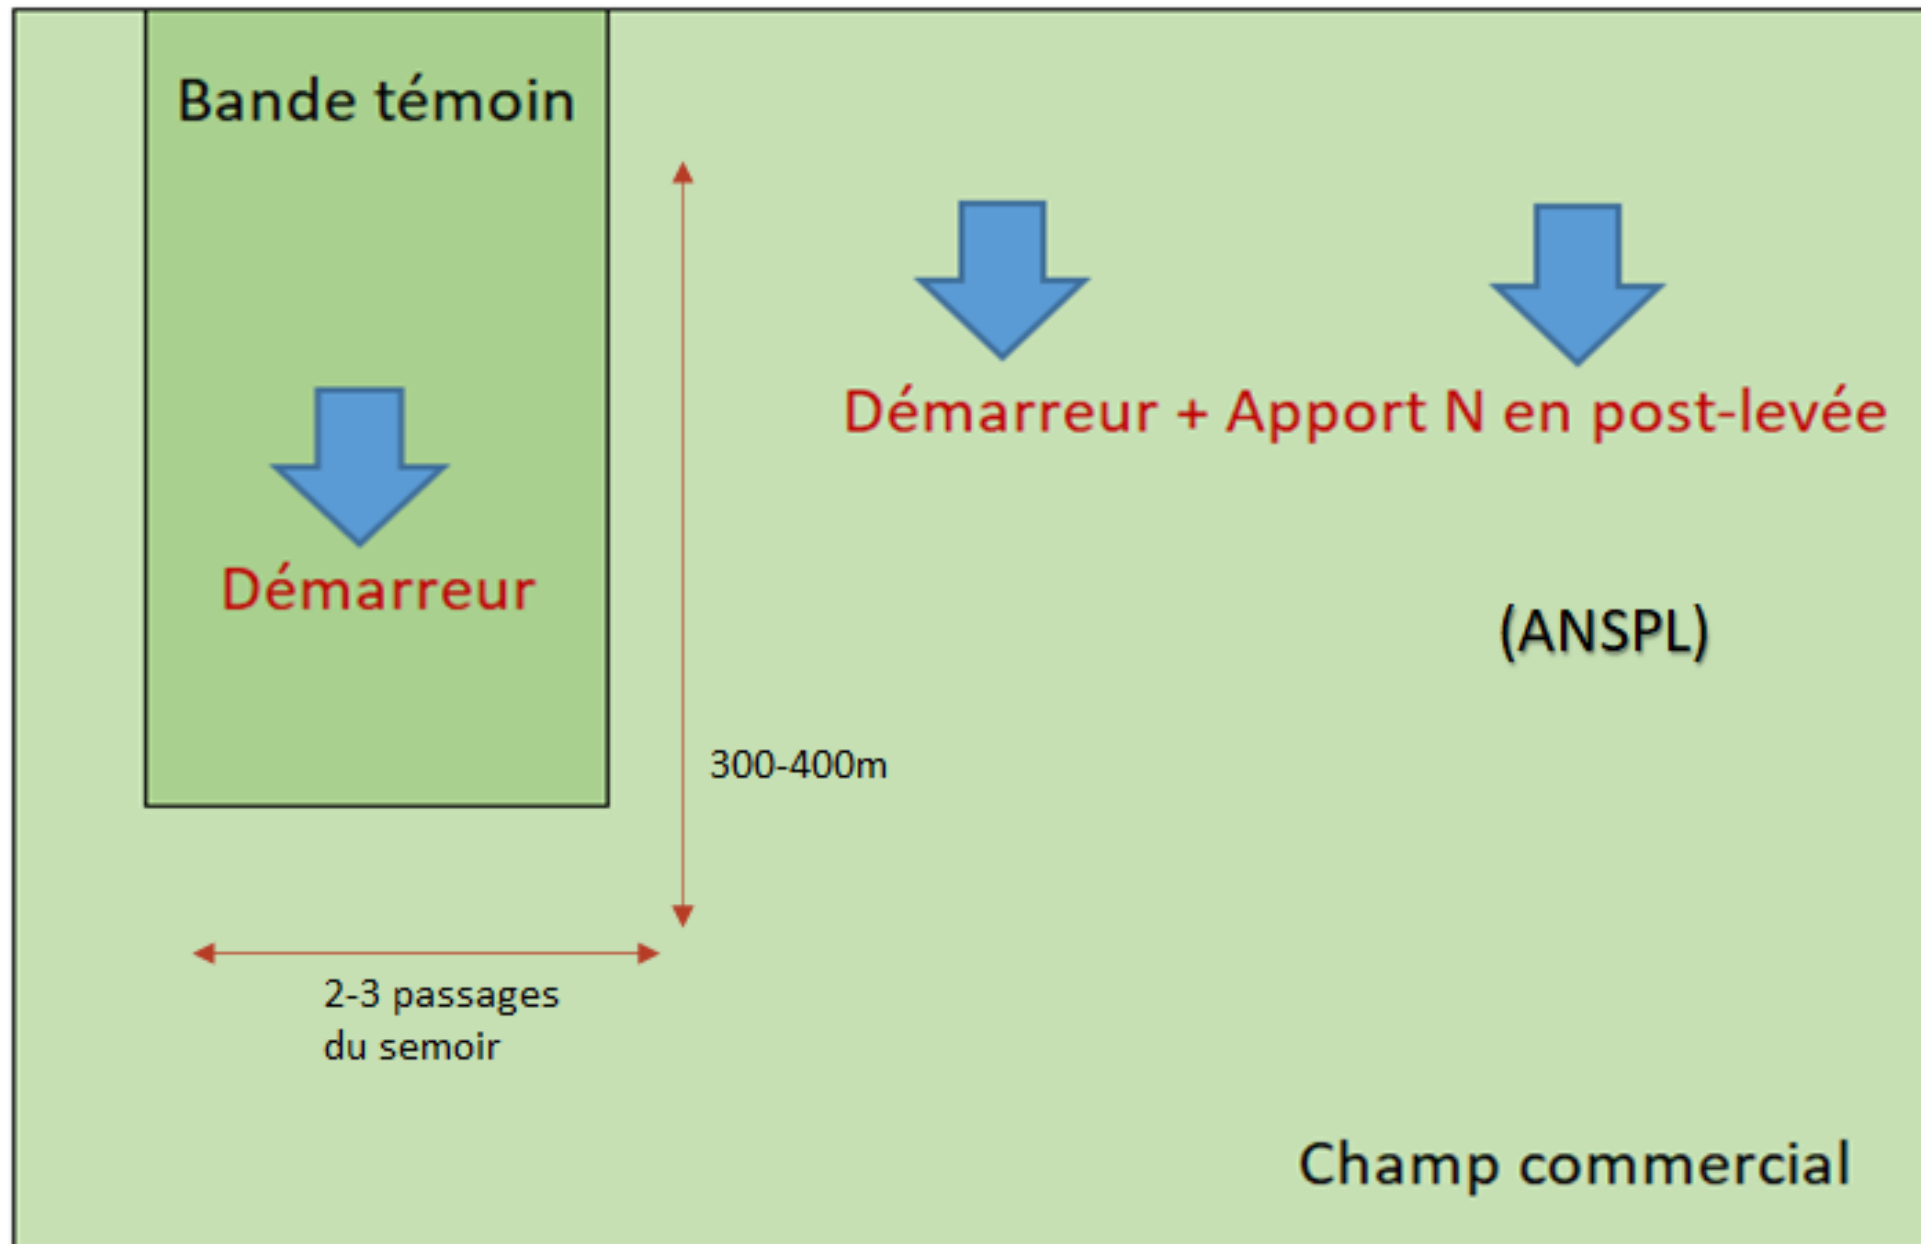 Bande témoin
Démarreur + Apport N en post-levée
Démarreur
(ANSPL)
300-400m
2-3 passages
du semoir
Champ commercial